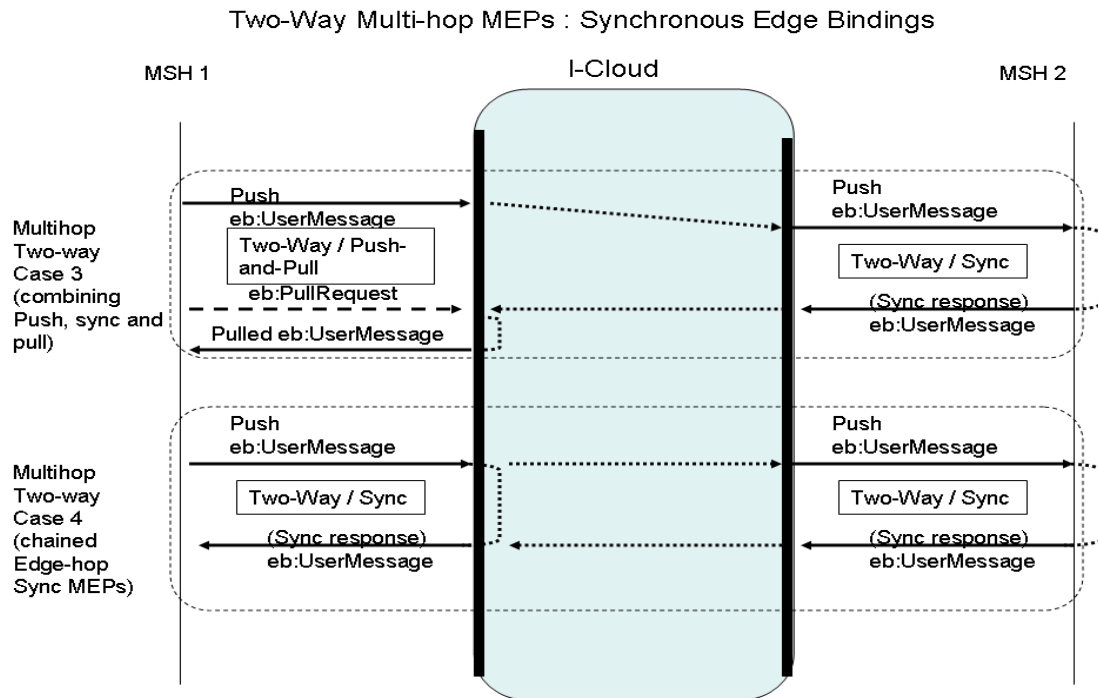 Two-Way Multi-hop MEPs : Synchronous Edge Bindings
MSH 1
I-Cloud
MSH 2
Multihop
Two-way
Case 3
(combining
Push, sync and
pull)
Push
eb:UserMessage
Two-Way / Push-
and-Pull
eb:PullRequest
Pulled eb:UserMessage
Push
eb:UserMessage
Two-Way / Sync
(Sync response)
eb:UserMessage
Multihop
Two-way
Case 4
(chained
Edge-hop
Sync MEPs)
Push
eb:UserMessage
Two-Way / Sync
(Sync response)
eb:UserMessage
Push
eb:UserMessage
Two-Way / Sync
(Sync response)
eb:UserMessage